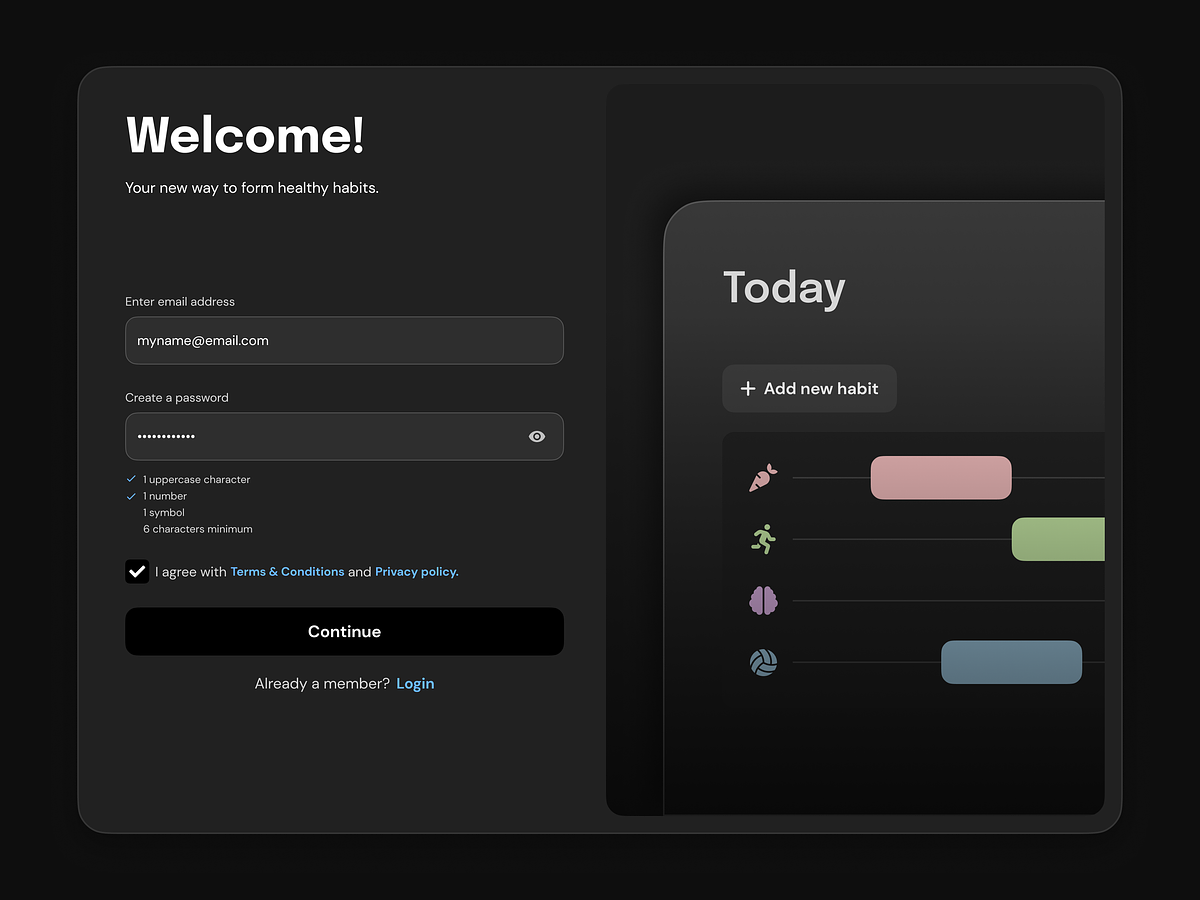 Welcome!
Your new way to form healthy habits.
Enter email address
myname@email.com
Create a password
••••••••••••
1 uppercase character
1 number
1 symbol
6 characters minimum
I agree with Terms & Conditions and Privacy policy.
Continue
Already a member? Login
Today
+ Add new habit